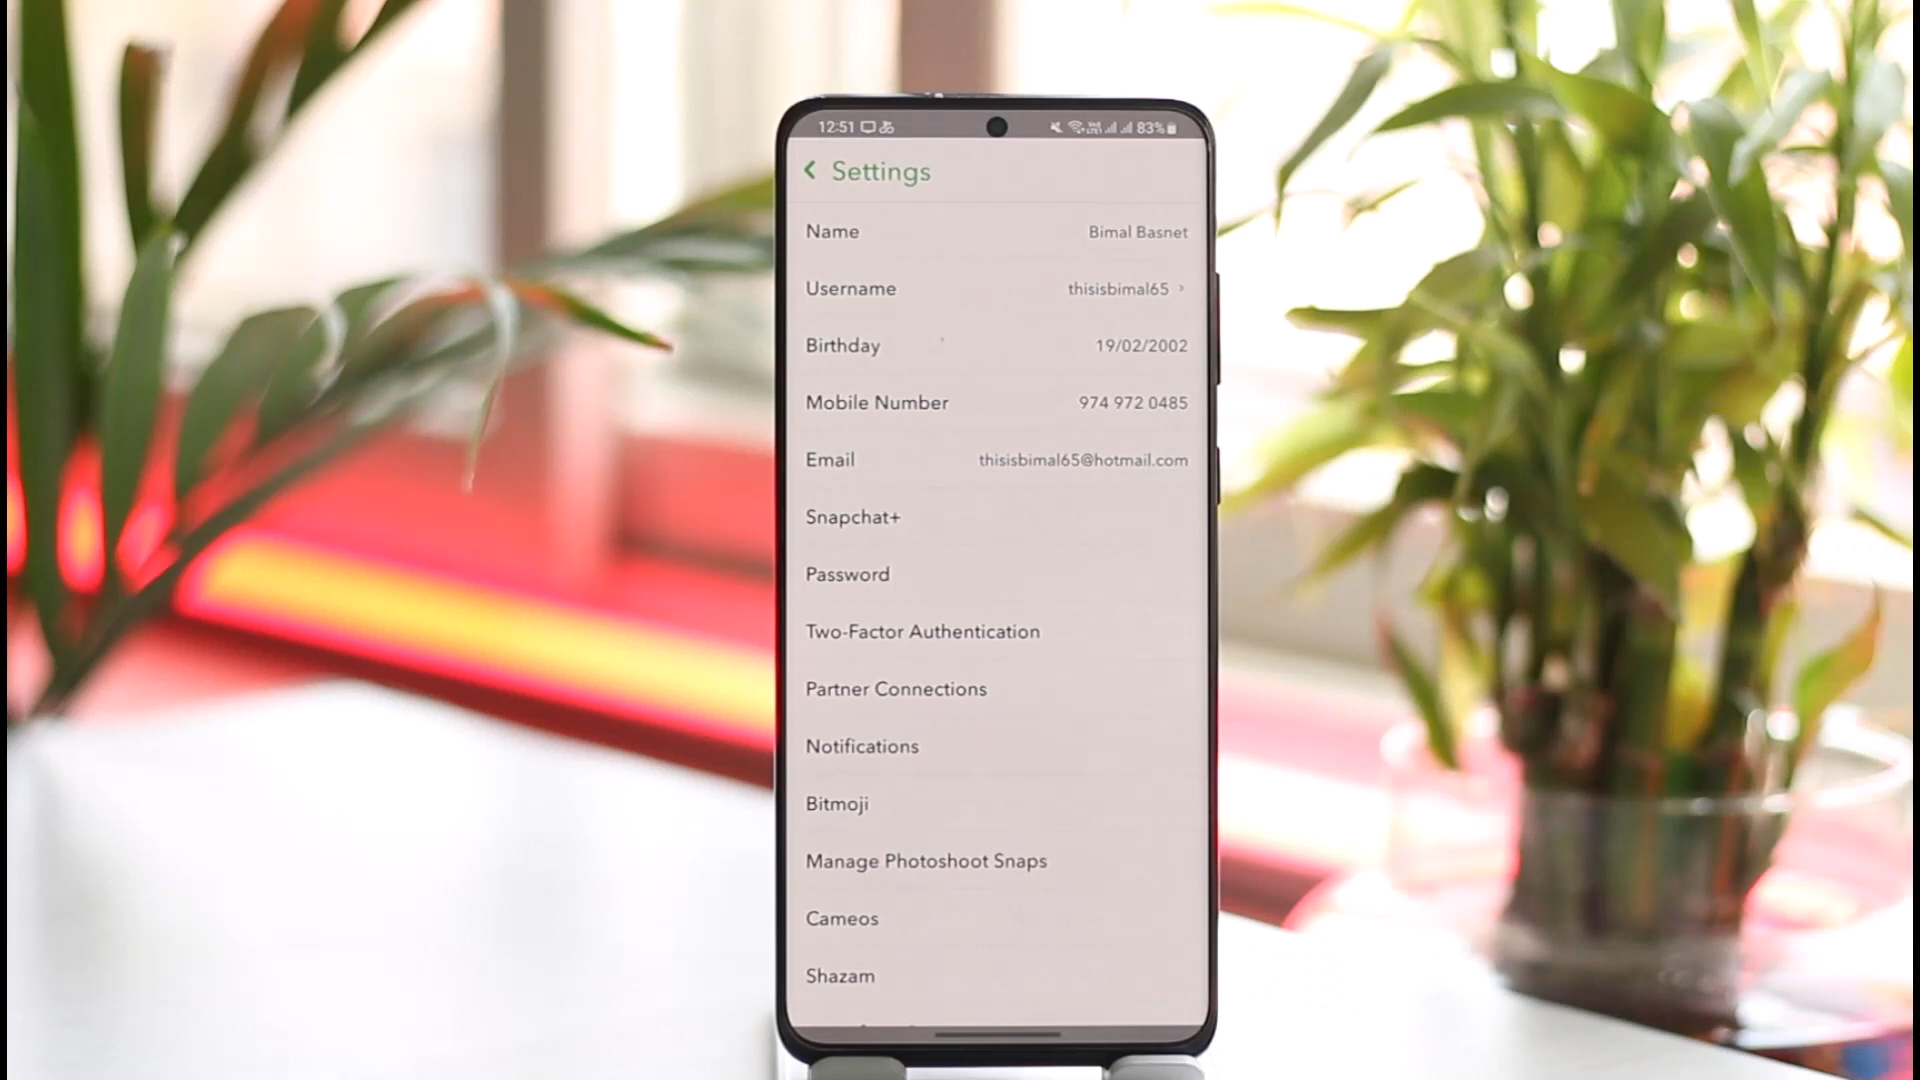 12:51 83%
Settings
Name Bimal Basnet
Username thisisbimal65
Birthday 19/02/2002
Mobile Number 974 972 0485
Email thisisbimal65@hotmail.com
Snapchat+
Password
Two-Factor Authentication
Partner Connections
Notifications
Bitmoji
Manage Photoshoot Snaps
Cameos
Shazam